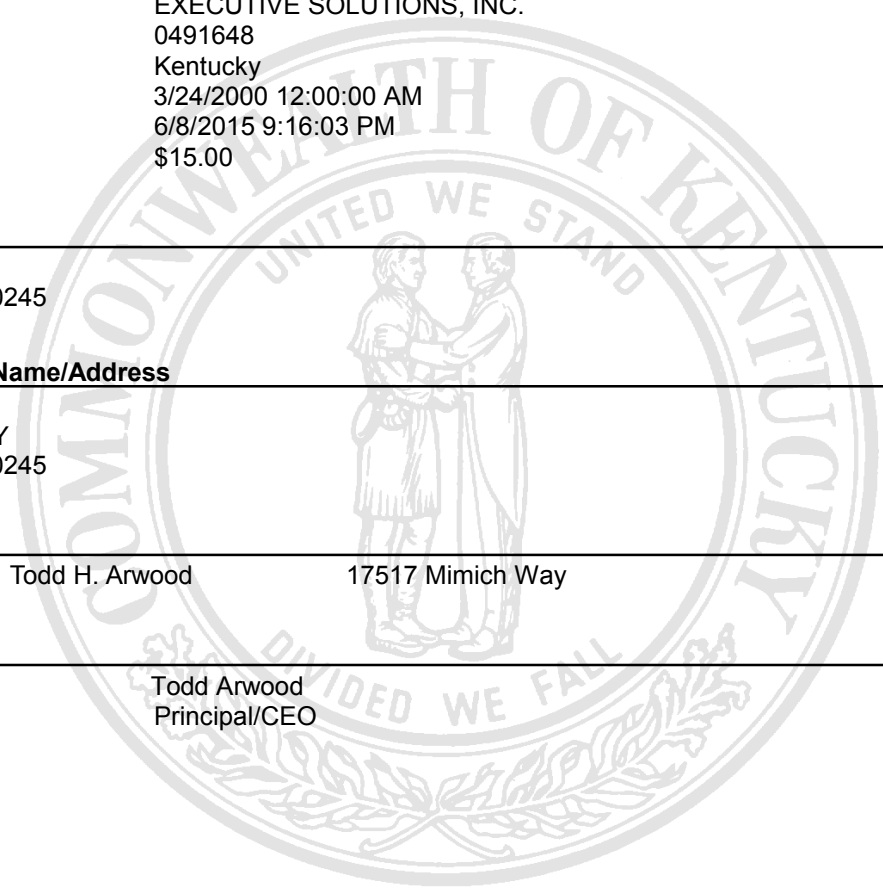 EXECUTIVE SOLUTIONS, INC.
0491648
Kentucky
3/24/2000 12:00:00 AM
6/8/2015 9:16:03 PM
$15.00
COMMONWEALTH OF KENTUCKY
UNITED WE STAND
0245
Name/Address
Y
0245
Todd H. Arwood 17517 Mimich Way
DIVIDED WE FALL
Todd Arwood
Principal/CEO